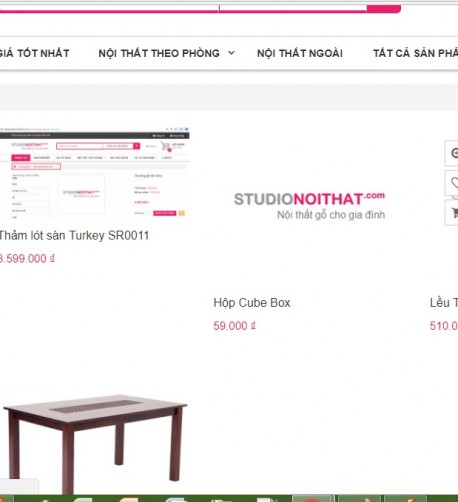 GIÁ TỐT NHẤT NỘI THẤT THEO PHÒNG NỘI THẤT NGOÀI TẤT CẢ SẢN PHẨ
STUDIONOITHAT.com
STUDIONOITHAT.com
Nội thất gỗ cho gia đình
Thảm lót sàn Turkey SR0011
3.599.000 ₫
Hộp Cube Box Lều T
59.000 ₫ 510.0